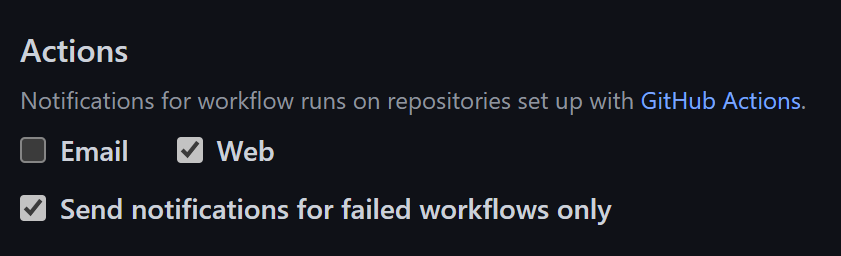 Actions
Notifications for workflow runs on repositories set up with GitHub Actions.
Email Web
Send notifications for failed workflows only